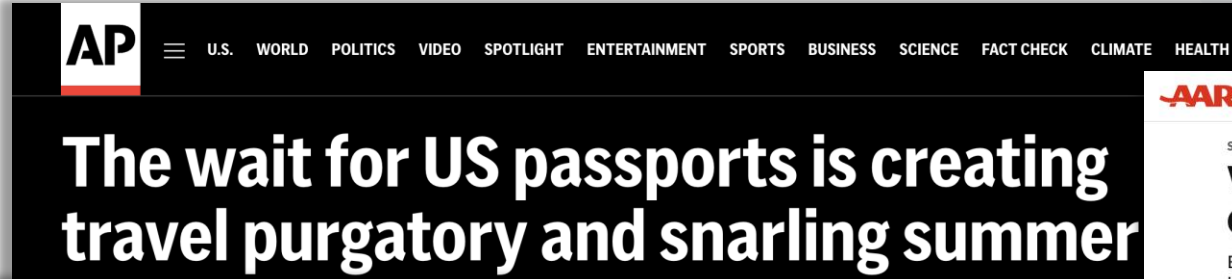 AP
U.S. WORLD POLITICS VIDEO SPOTLIGHT ENTERTAINMENT SPORTS BUSINESS SCIENCE FACT CHECK CLIMATE HEALTH
AAR
The wait for US passports is creating
travel purgatory and snarling summer